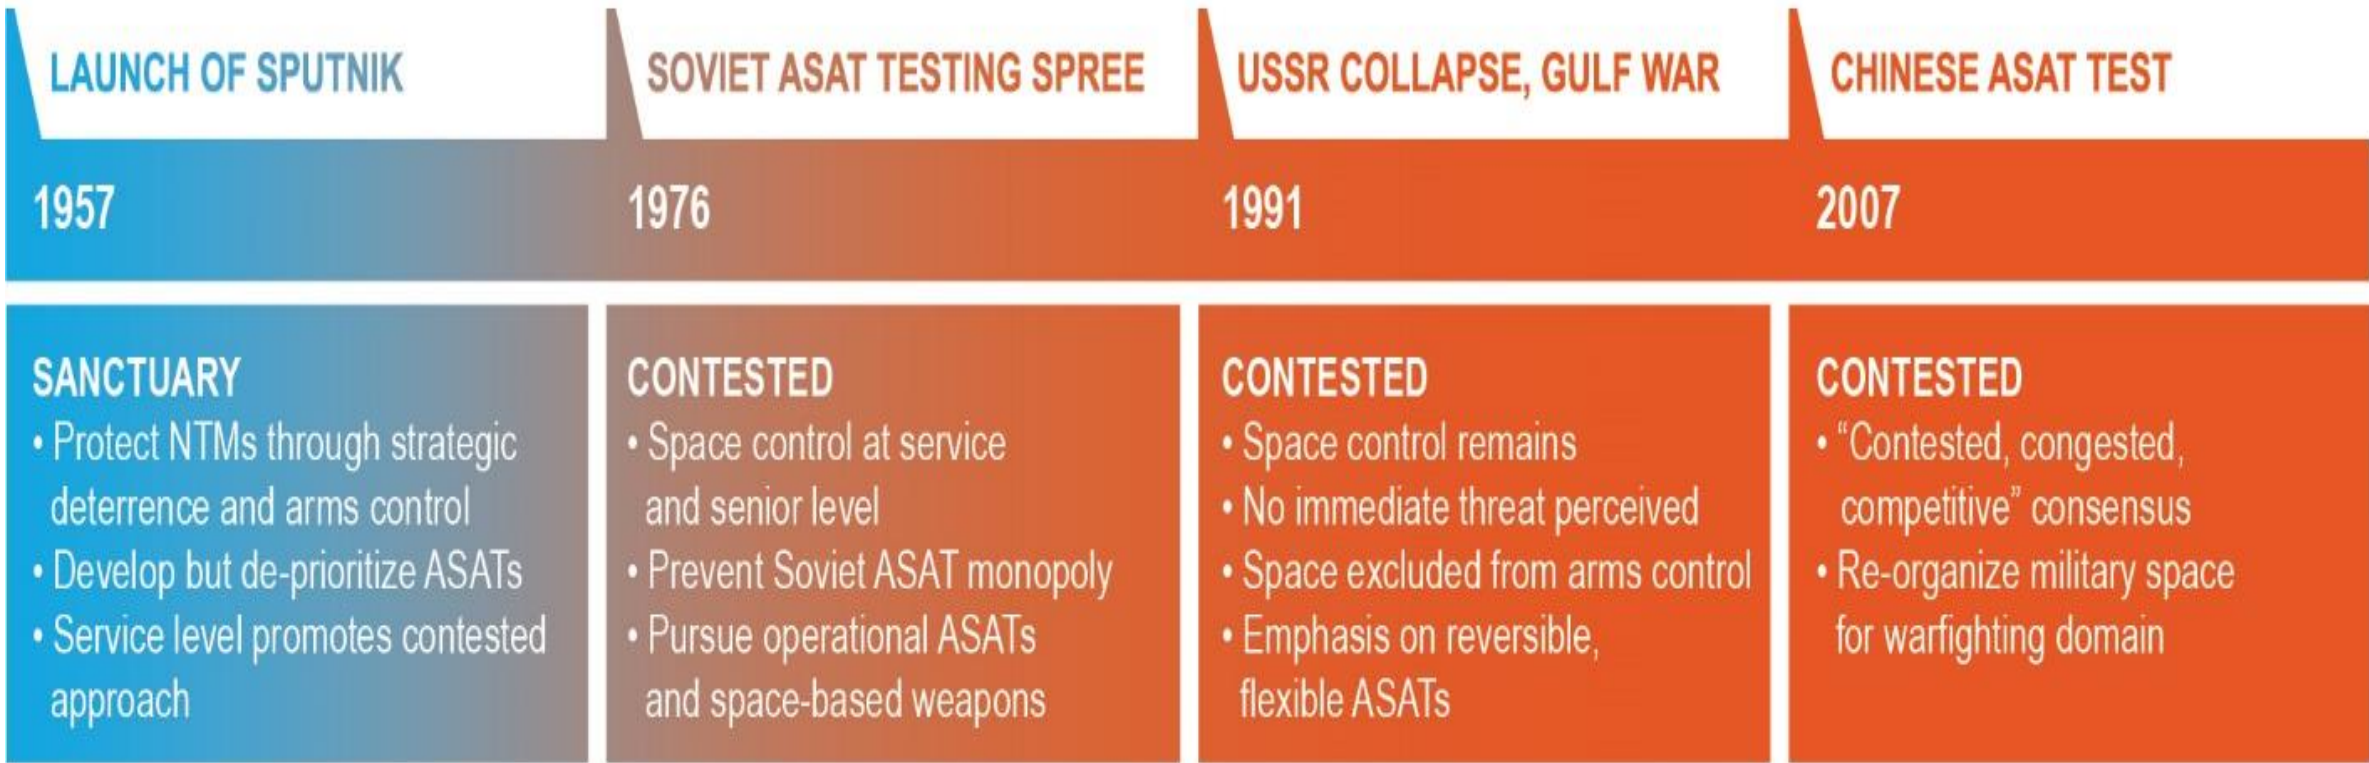 LAUNCH OF SPUTNIK
SOVIET ASAT TESTING SPREE
USSR COLLAPSE, GULF WAR
CHINESE ASAT TEST
1957
1976
1991
2007
SANCTUARY
• Protect NTMs through strategic
deterrence and arms control
• Develop but de-prioritize ASATs
• Service level promotes contested
approach
CONTESTED
• Space control at service
and senior level
• Prevent Soviet ASAT monopoly
• Pursue operational ASATs
and space-based weapons
CONTESTED
• Space control remains
• No immediate threat perceived
• Space excluded from arms control
• Emphasis on reversible,
flexible ASATs
CONTESTED
• “Contested, congested,
competitive” consensus
• Re-organize military space
for warfighting domain